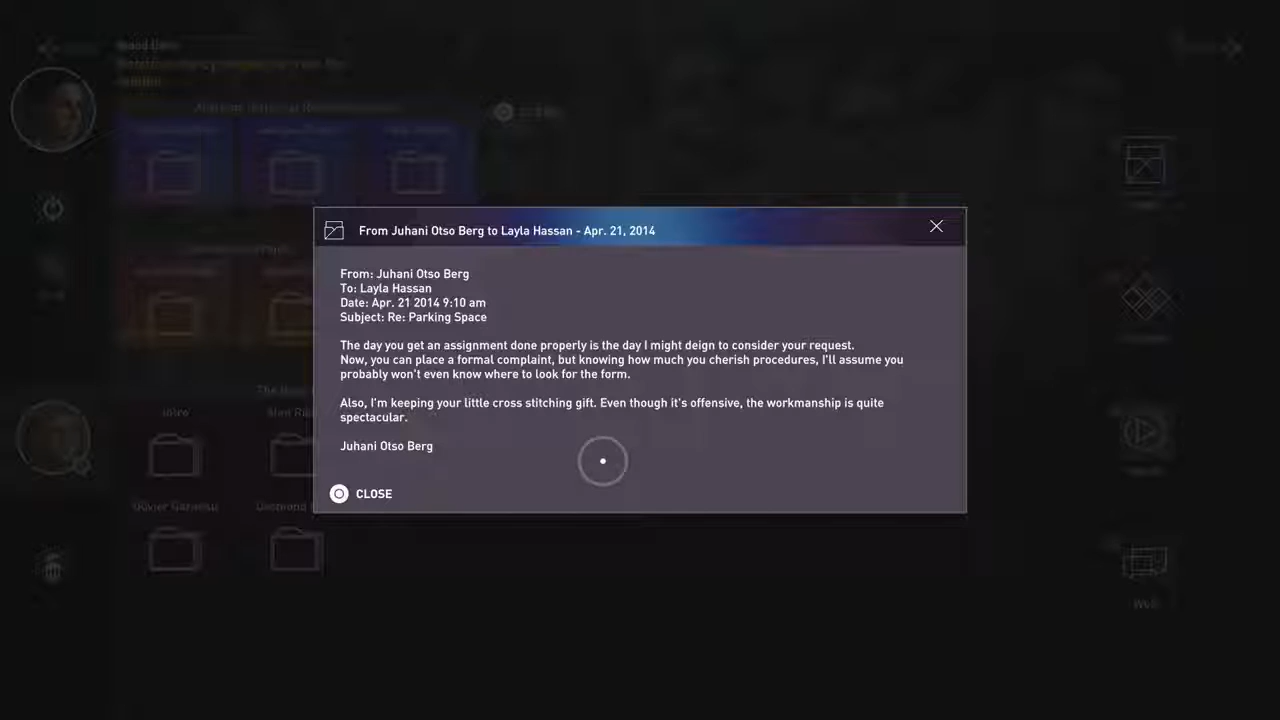 From Juhani Otso Berg to Layla Hassan - Apr. 21, 2014
From: Juhani Otso Berg
To: Layla Hassan
Date: Apr. 21 2014 9:10 am
Subject: Re: Parking Space
The day you get an assignment done properly is the day I might deign to consider your request.
Now, you can place a formal complaint, but knowing how much you cherish procedures, I'll assume you
probably won't even know where to look for the form.
Also, I'm keeping your little cross stitching gift. Even though it's offensive, the workmanship is quite
spectacular.
Juhani Otso Berg
CLOSE
Intro